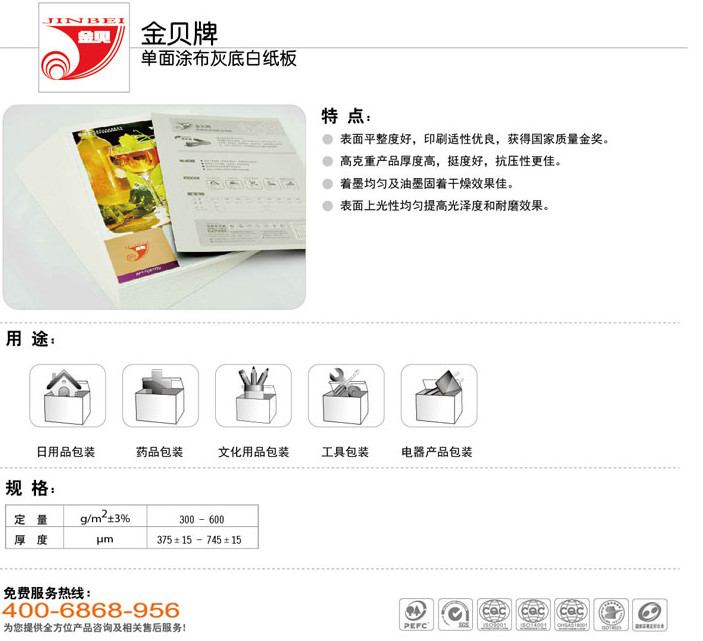 JINBEI
金贝
金贝牌
单面涂布灰底白纸板
特 点：
表面平整度好，印刷适性优良，获得国家质量金奖。
高克重产品厚度高，挺度好，抗压性更佳。
着墨均匀及油墨固着干燥效果佳。
表面上光性均匀提高光泽度和耐磨效果。
用 途：
日用品包装 药品包装 文化用品包装 工具包装 电器产品包装
规 格：
定 量 g/m²±3% 300 - 600
厚 度 μm 375±15 - 745±15
免费服务热线：
400-6868-956
为您提供全方位产品咨询及相关售后服务！
PEFC SGS CQC ISO9001 CQC ISO14001 CQC OHSAS18001